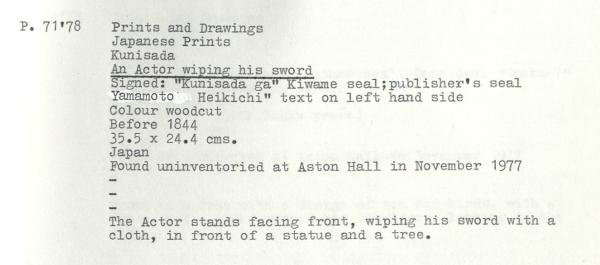 P. 71'78 Prints and Drawings
Japanese Prints
Kunisada
An Actor wiping his sword
Signed: "Kunisada ga" Kiwame seal;publisher's seal
Yamamoto Heikichi" text on left hand side
Colour woodcut
Before 1844
35.5 x 24.4 cms.
Japan
Found uninventoried at Aston Hall in November 1977
–
–
–
The Actor stands facing front, wiping his sword with a
cloth, in front of a statue and a tree.